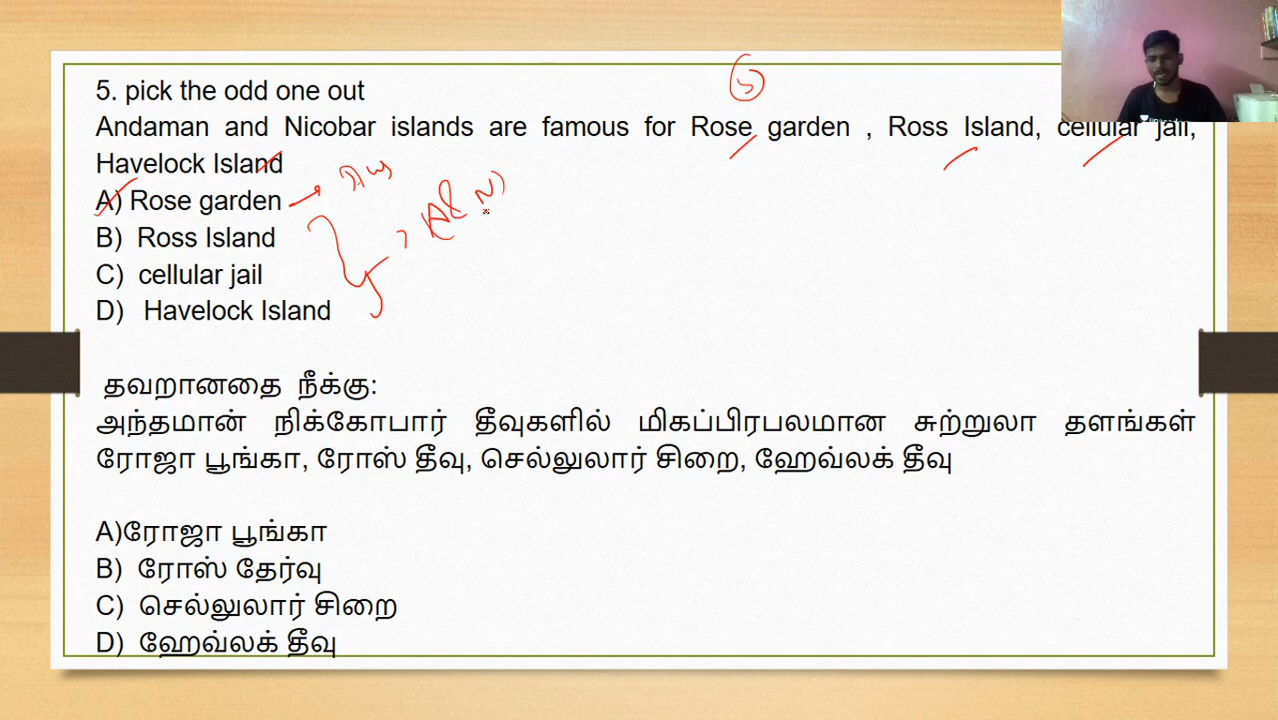 5. pick the odd one out
Andaman and Nicobar islands are famous for Rose garden , Ross Island, cellular jail,
Havelock Island
A) Rose garden
B) Ross Island
C) cellular jail
D) Havelock Island
(A & N)
5
தவறானதை நீக்கு:
அந்தமான் நிக்கோபார் தீவுகளில் மிகப்பிரபலமான சுற்றுலா தளங்கள்
ரோஜா பூங்கா, ரோஸ் தீவு, செல்லுலார் சிறை, ஹேவ்லக் தீவு
A)ரோஜா பூங்கா
B) ரோஸ் தேர்வு
C) செல்லுலார் சிறை
D) ஹேவ்லக் தீவு